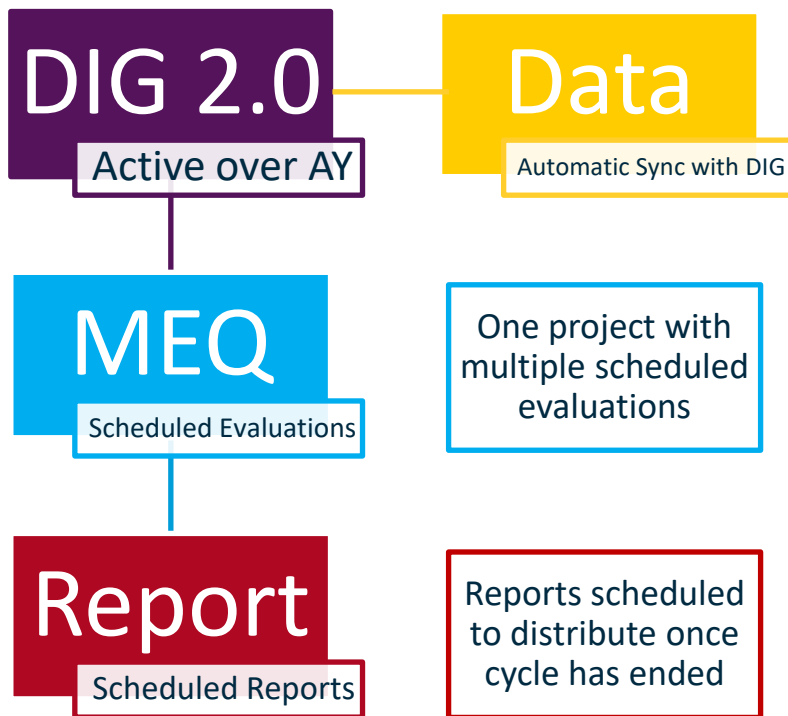 DIG 2.0
Active over AY
Data
Automatic Sync with DIG
MEQ
Scheduled Evaluations
One project with
multiple scheduled
evaluations
Report
Scheduled Reports
Reports scheduled
to distribute once
cycle has ended